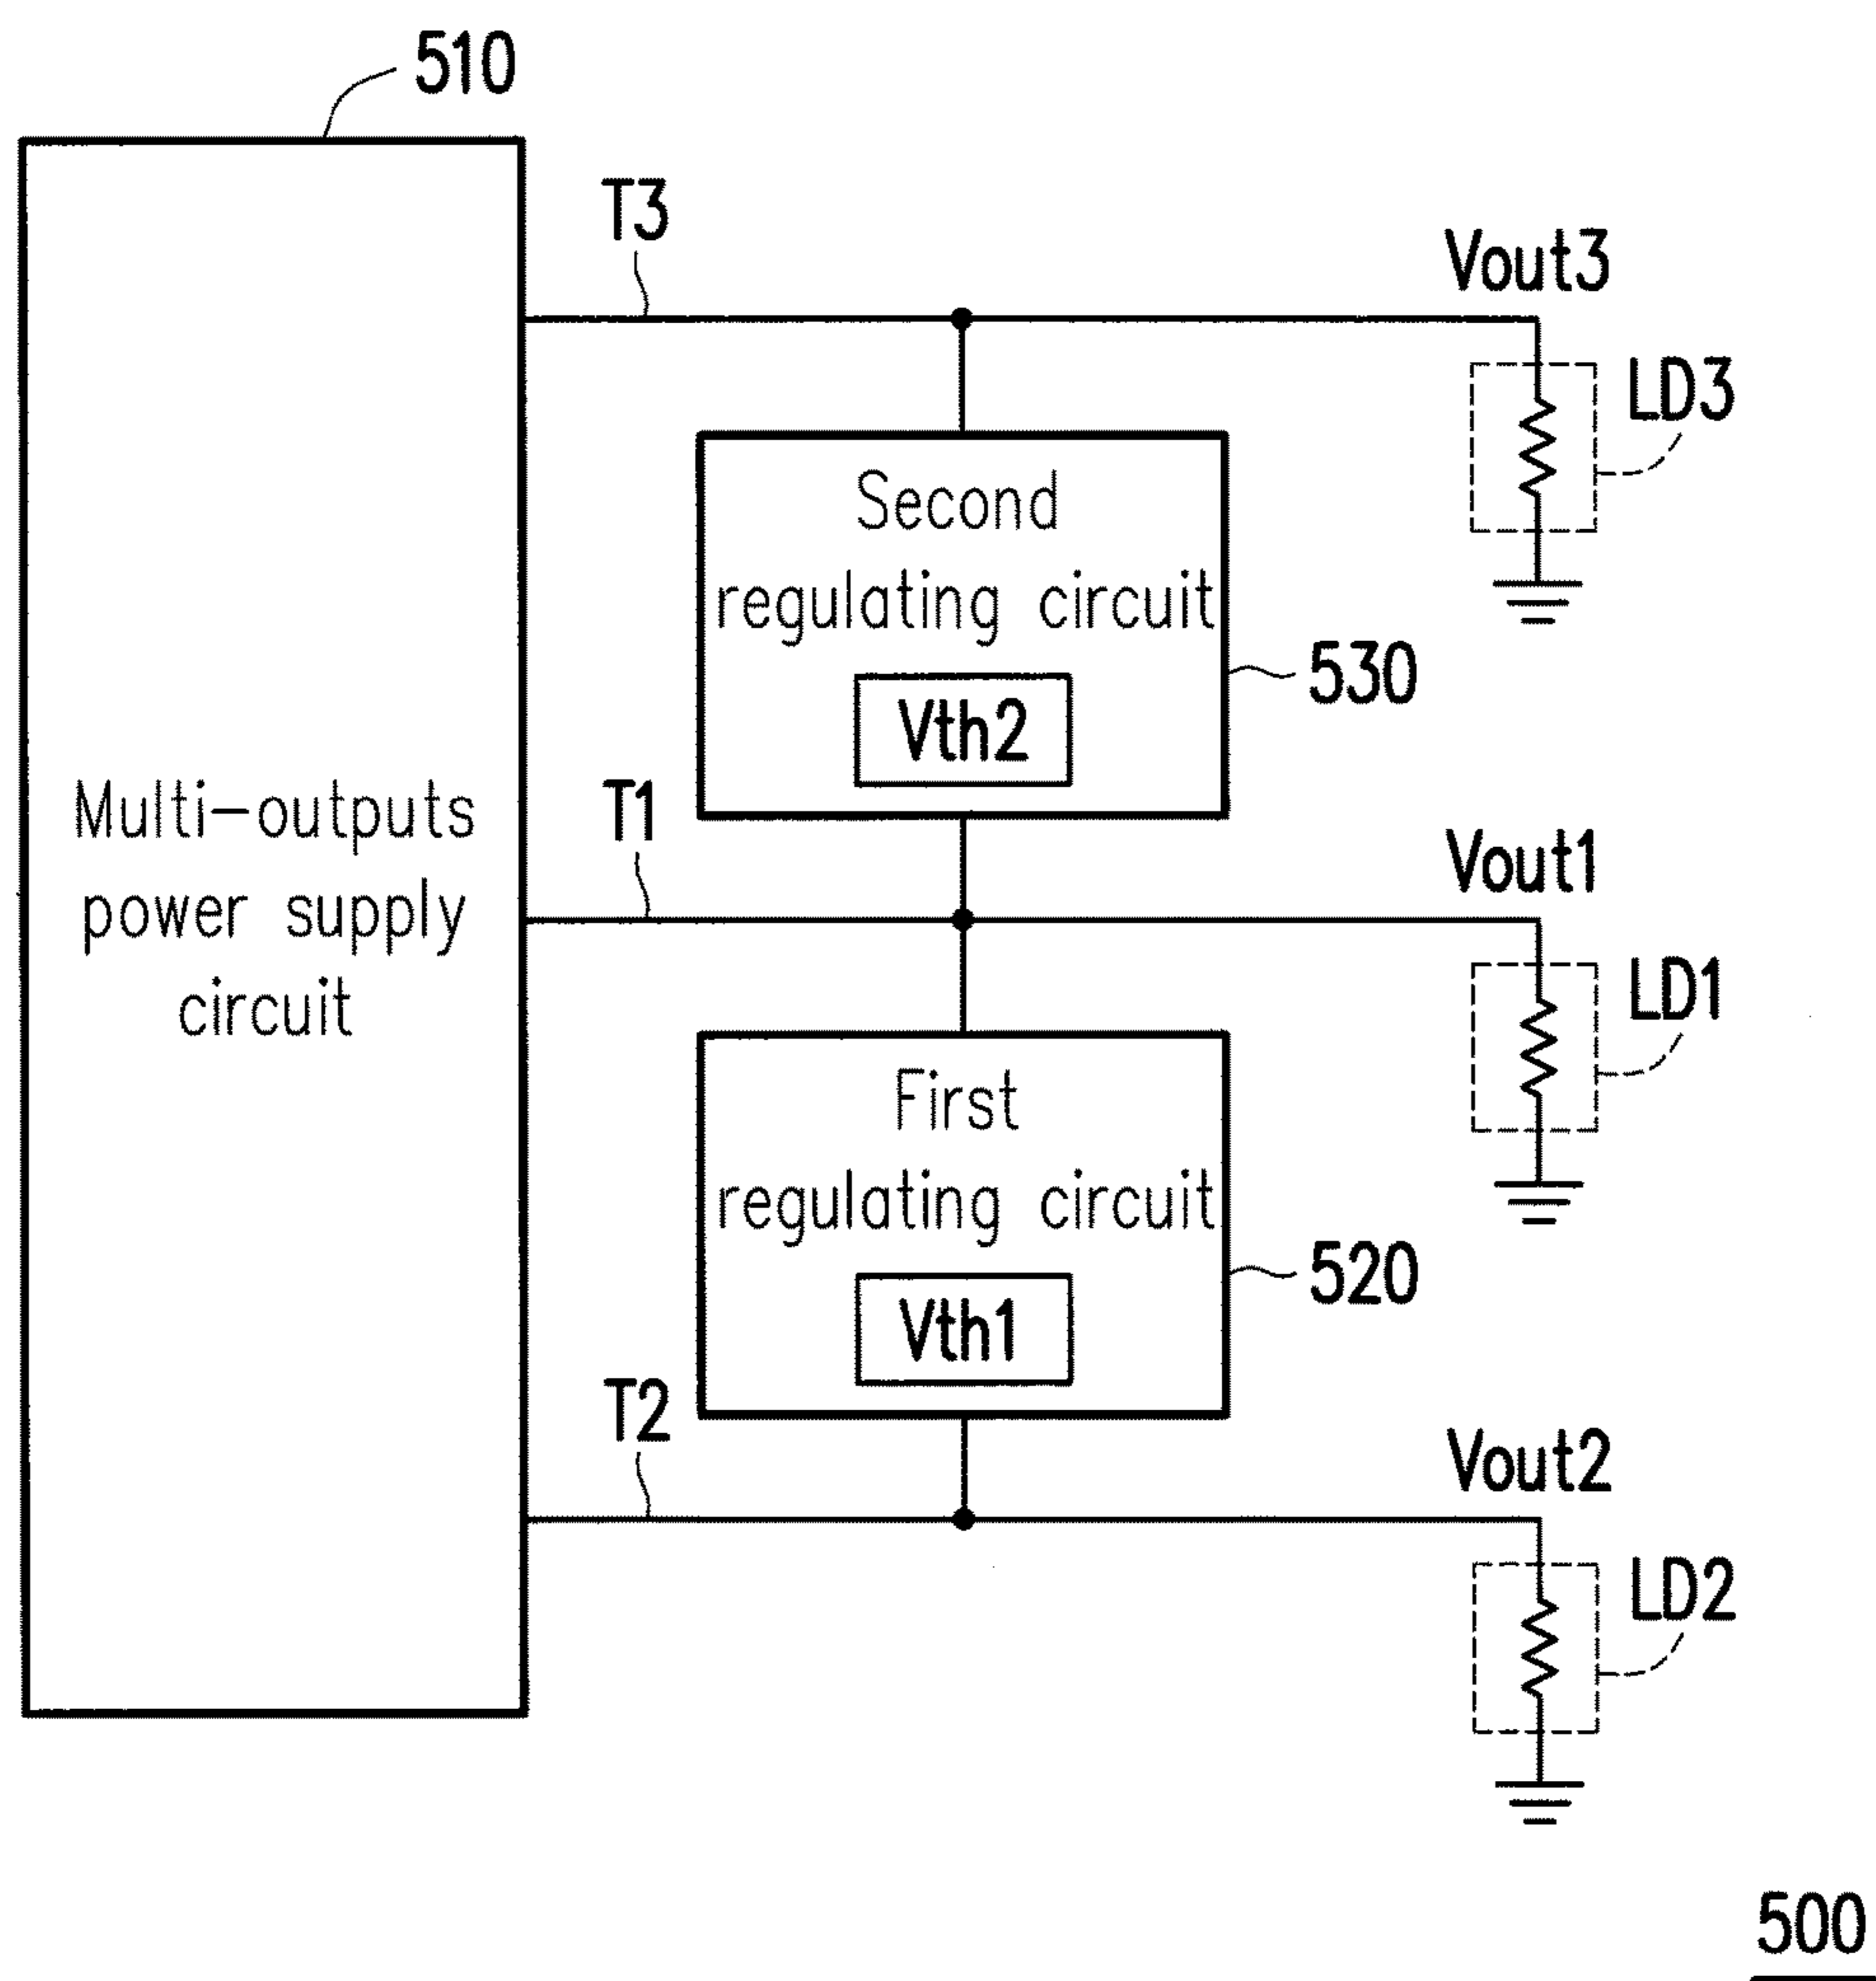 510
T3
Vout3
LD3
Second
regulating circuit
530
Vth2
Multi-outputs
power supply
circuit
T1
Vout1
LD1
First
regulating circuit
520
Vth1
T2
Vout2
LD2
500